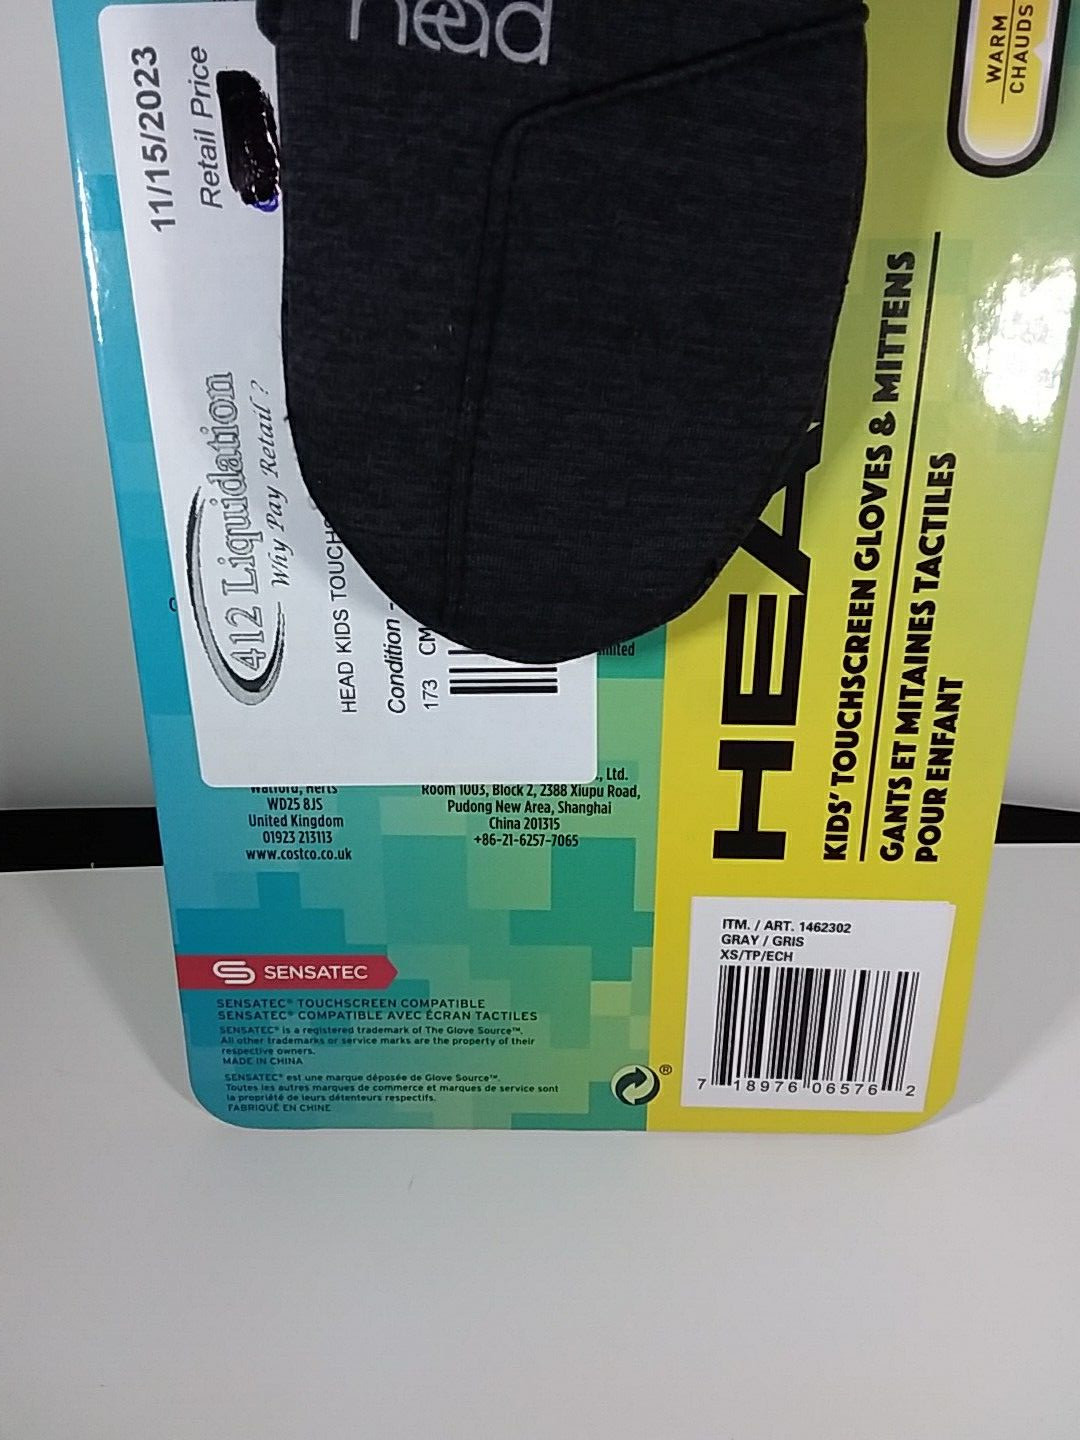 head
WARM
CHAUDS
11/15/2023
Retail Price
412 Liquidation
Why Pay Retail?
HEAD KIDS TOUCH
Condition -
173 CM
HEA
KIDS' TOUCHSCREEN GLOVES & MITTENS
GANTS ET MITAINES TACTILES
POUR ENFANT
Watford, Herts
WD25 8JS
United Kingdom
01923 213113
www.costco.co.uk
., Ltd.
Room 1003, Block 2, 2388 Xiupu Road,
Pudong New Area, Shanghai
China 201315
+86-21-6257-7065
ITM. / ART. 1462302
GRAY / GRIS
XS/TP/ECH
7 18976 06576 2
SENSATEC
SENSATEC® TOUCHSCREEN COMPATIBLE
SENSATEC® COMPATIBLE AVEC ÉCRAN TACTILES
SENSATEC® is a registered trademark of The Glove Source™.
All other trademarks or service marks are the property of their
respective owners.
MADE IN CHINA
SENSATEC® est une marque déposée de Glove Source™.
Toutes les autres marques de commerce et marques de service sont
la propriété de leurs détenteurs respectifs.
FABRIQUÉ EN CHINE
®